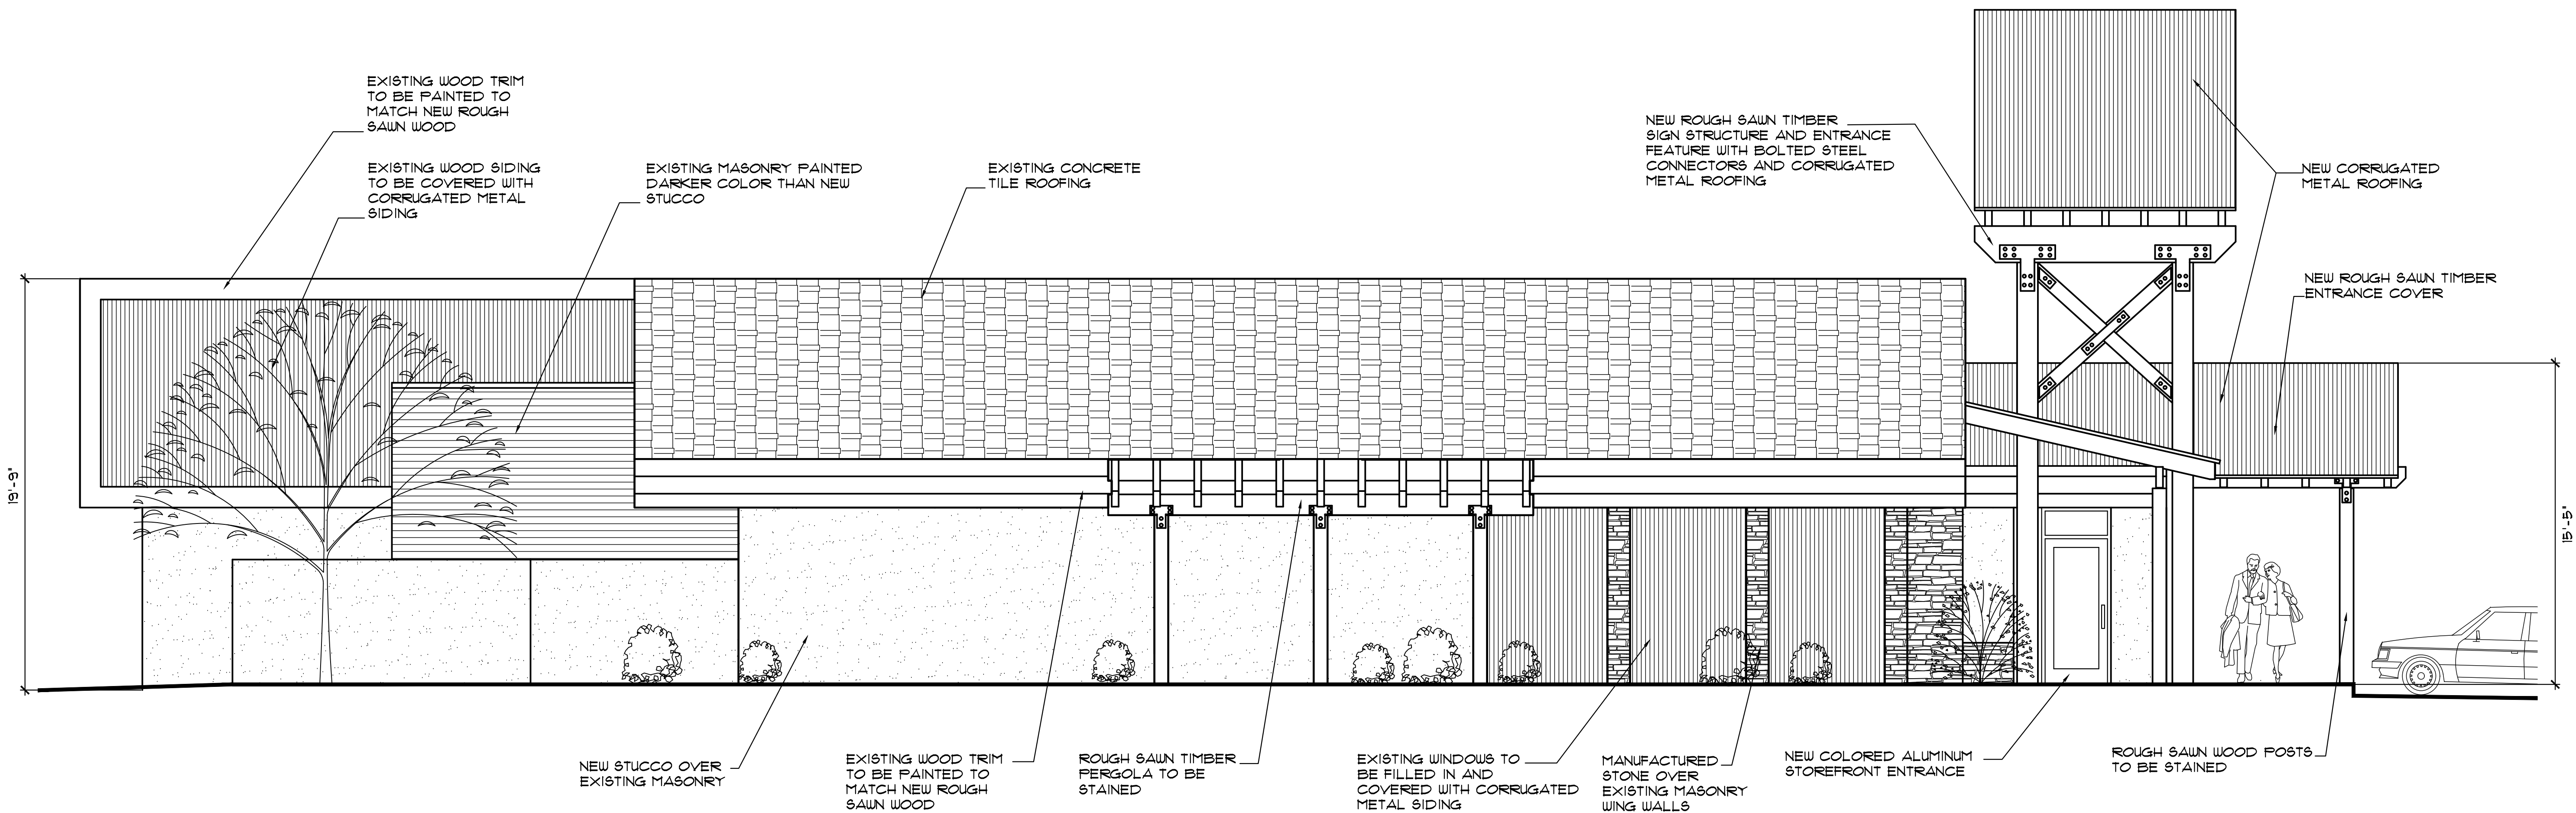 EXISTING WOOD TRIM
TO BE PAINTED TO
MATCH NEW ROUGH
SAWN WOOD
EXISTING WOOD SIDING
TO BE COVERED WITH
CORRUGATED METAL
SIDING
EXISTING MASONRY PAINTED
DARKER COLOR THAN NEW
STUCCO
EXISTING CONCRETE
TILE ROOFING
NEW ROUGH SAWN TIMBER
SIGN STRUCTURE AND ENTRANCE
FEATURE WITH BOLTED STEEL
CONNECTORS AND CORRUGATED
METAL ROOFING
NEW CORRUGATED
METAL ROOFING
NEW ROUGH SAWN TIMBER
ENTRANCE COVER
19'-9"
15'-5"
NEW STUCCO OVER
EXISTING MASONRY
EXISTING WOOD TRIM
TO BE PAINTED TO
MATCH NEW ROUGH
SAWN WOOD
ROUGH SAWN TIMBER
PERGOLA TO BE
STAINED
EXISTING WINDOWS TO
BE FILLED IN AND
COVERED WITH CORRUGATED
METAL SIDING
MANUFACTURED
STONE OVER
EXISTING MASONRY
WING WALLS
NEW COLORED ALUMINUM
STOREFRONT ENTRANCE
ROUGH SAWN WOOD POSTS
TO BE STAINED